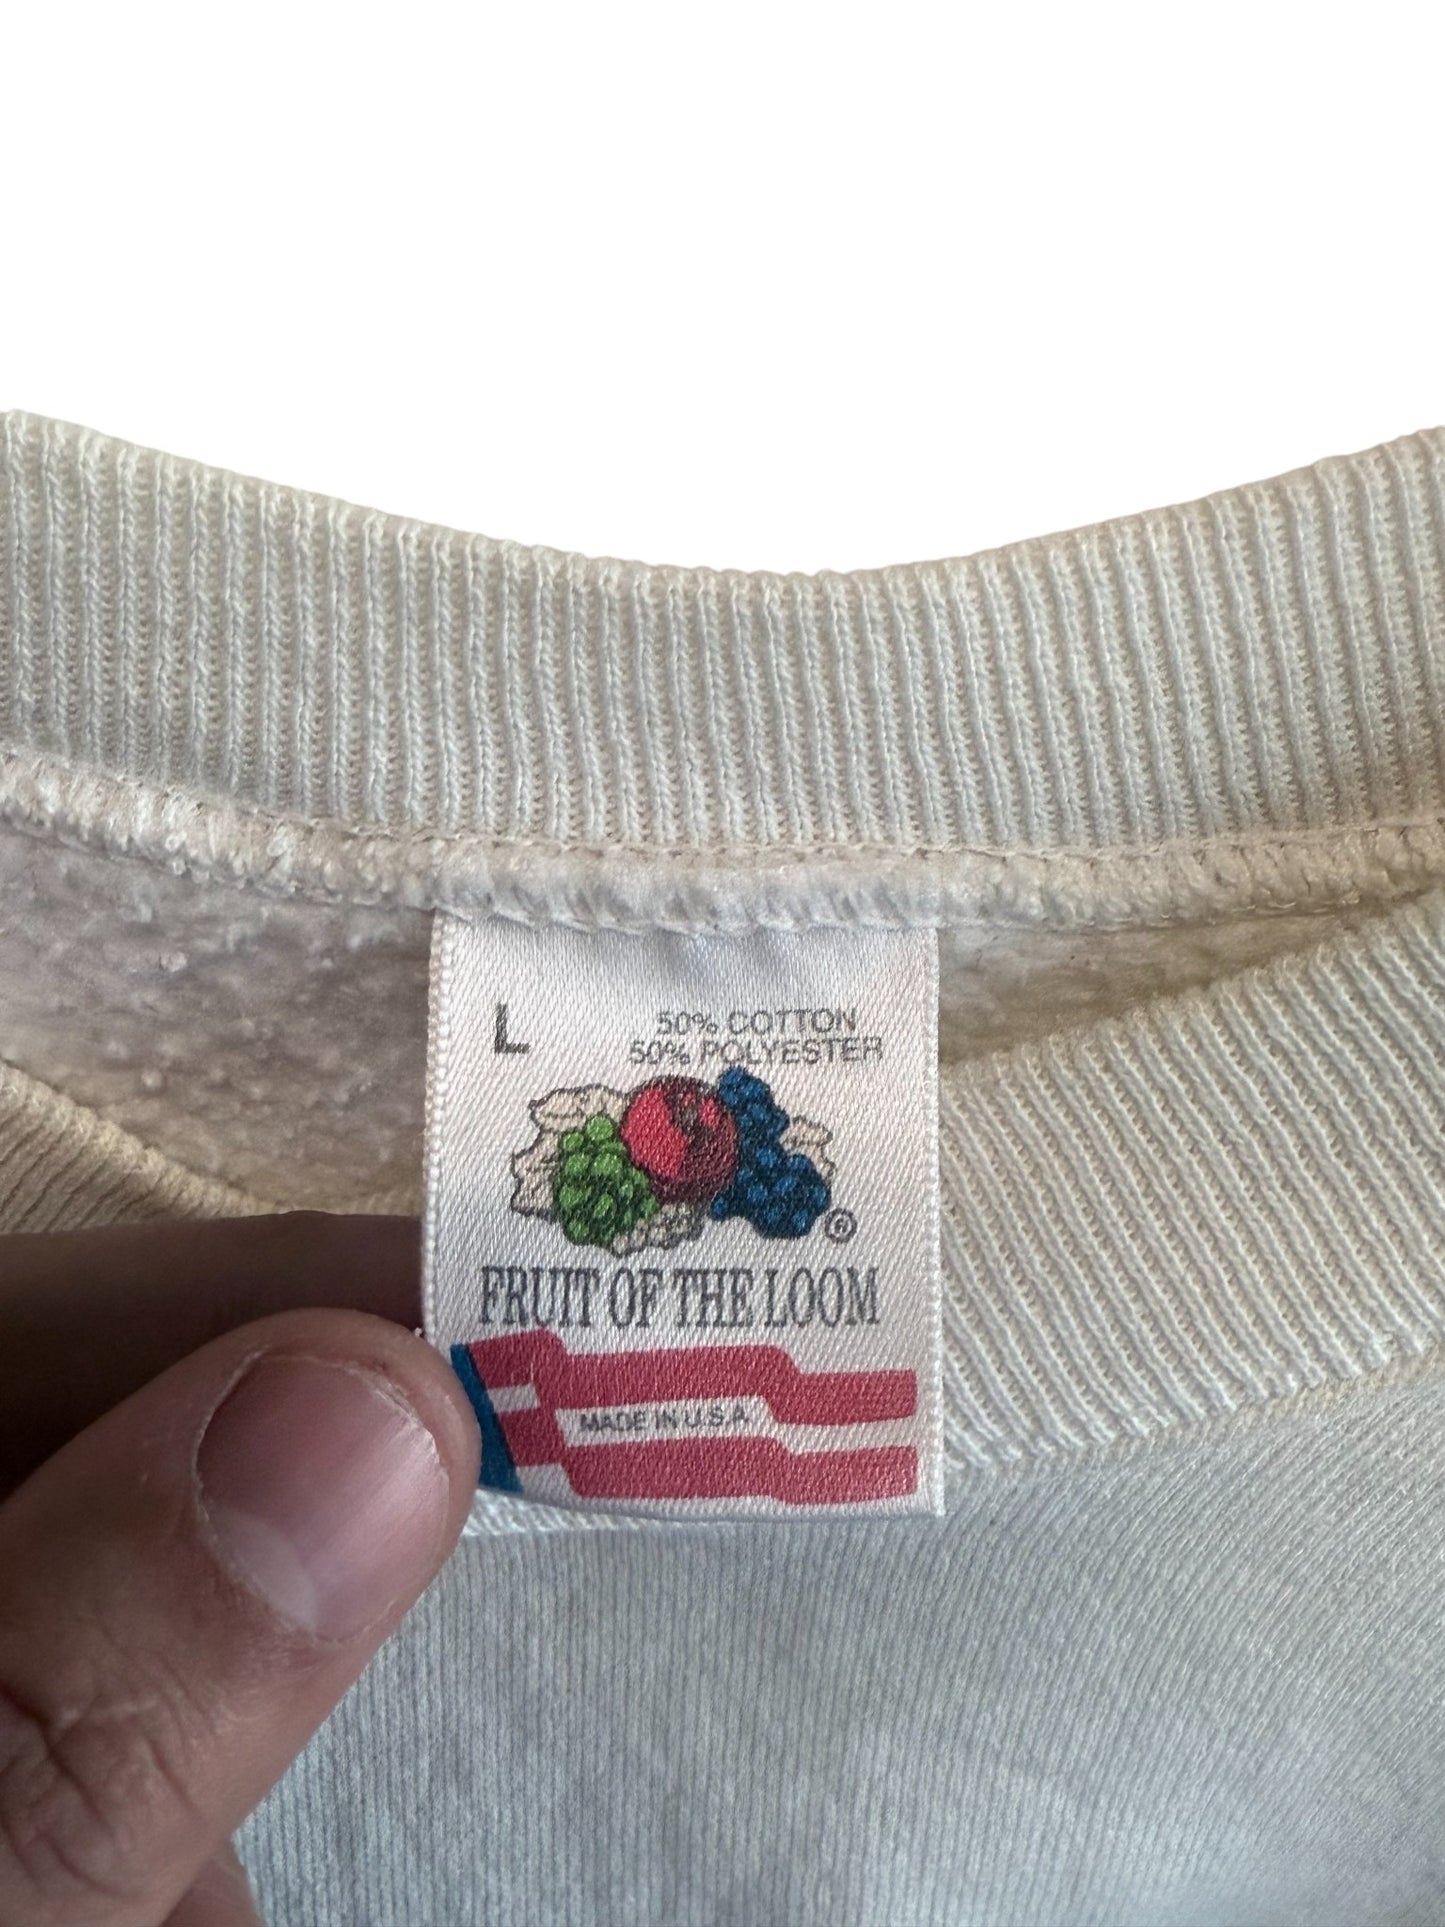 L
50% COTTON
50% POLYESTER
®
FRUIT OF THE LOOM
MADE IN U.S.A.